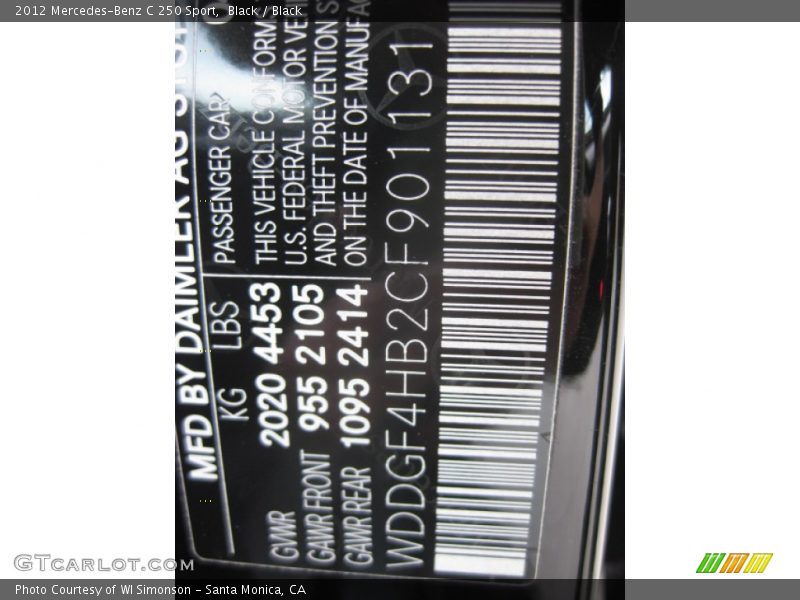 2012 Mercedes-Benz C 250 Sport, Black / Black
MFD BY DAIMLER AG
KG LBS
GVWR 2020 4453
GAWR FRONT 955 2105
GAWR REAR 1095 2414
PASSENGER CAR
THIS VEHICLE CONFORM
U.S. FEDERAL MOTOR VE
AND THEFT PREVENTION S
ON THE DATE OF MANUFAC
WDDGF4HB2CF901131
GTCarlot.com
Photo Courtesy of WI Simonson - Santa Monica, CA